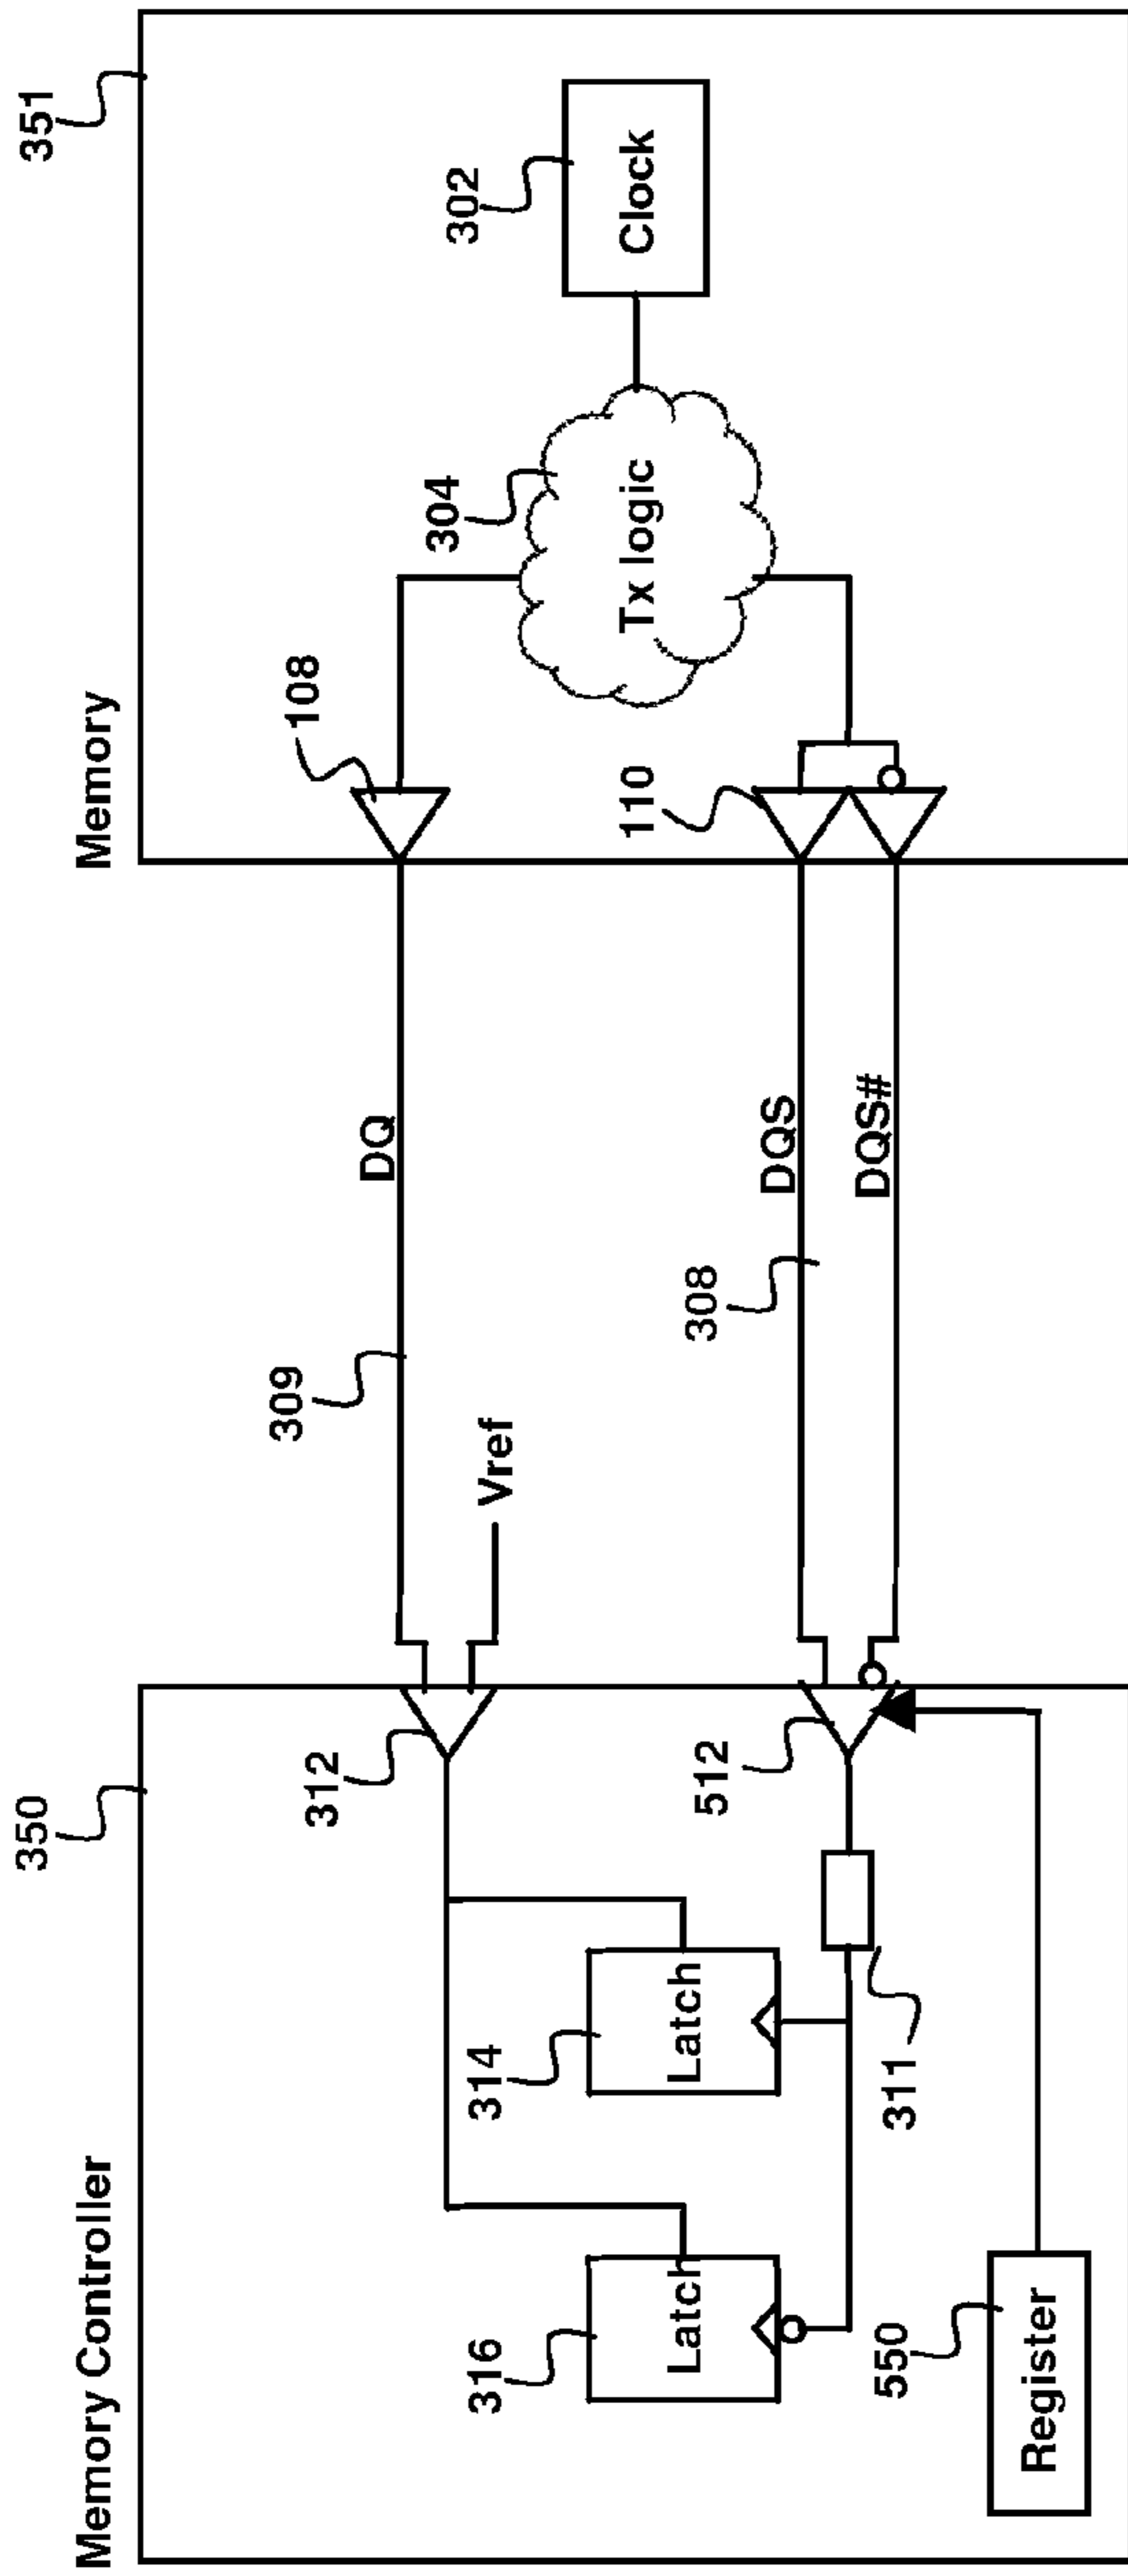 Memory Controller
Memory
350
351
309
DQ
108
Vref
312
304
302
Tx logic
Clock
316
314
Latch
Latch
512
308
DQS
110
DQS#
550
311
Register